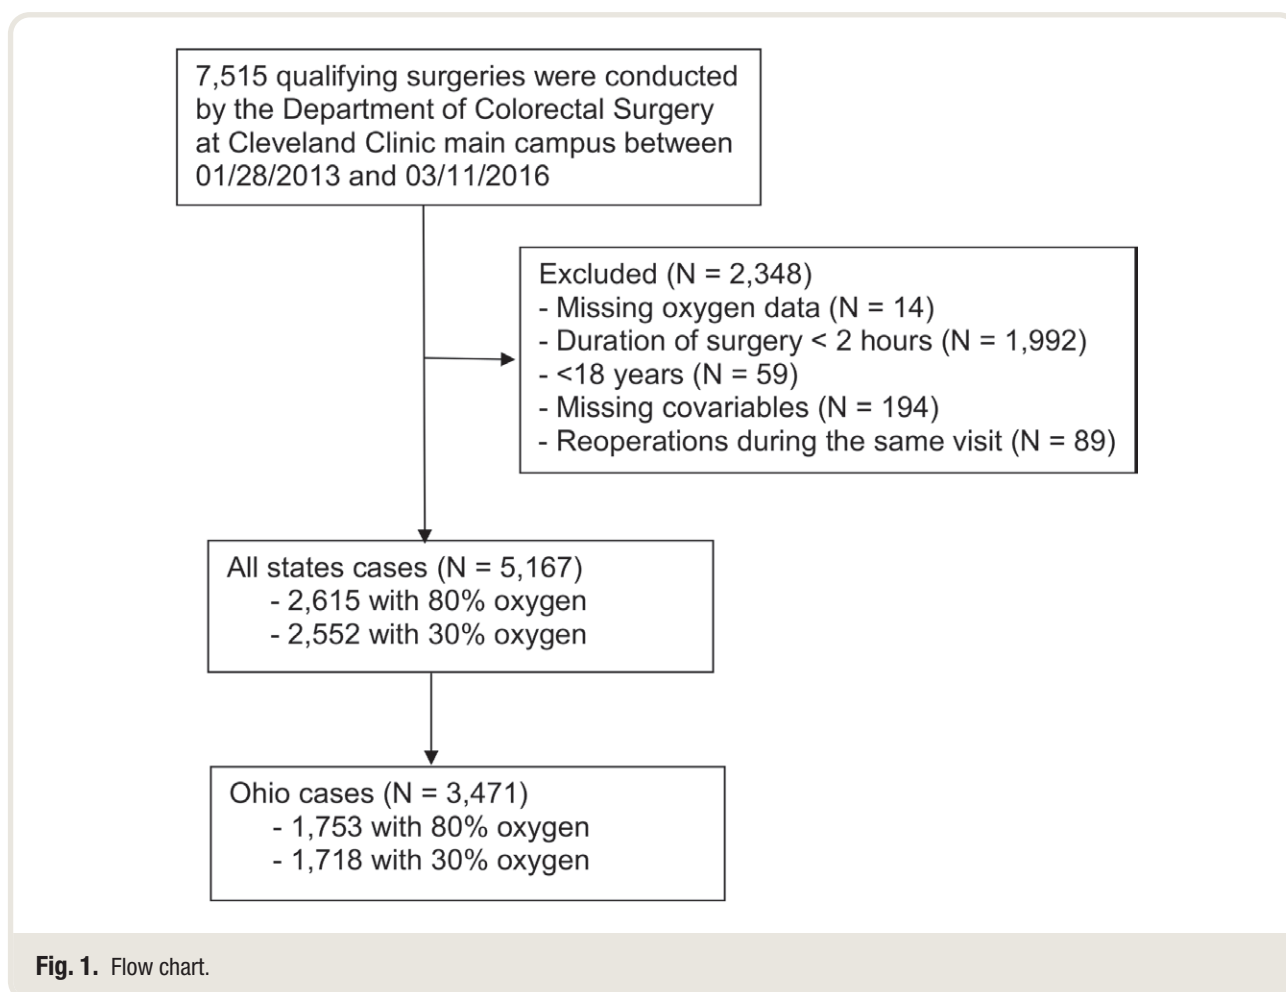 7,515 qualifying surgeries were conducted
by the Department of Colorectal Surgery
at Cleveland Clinic main campus between
01/28/2013 and 03/11/2016
Excluded (N = 2,348)
- Missing oxygen data (N = 14)
- Duration of surgery < 2 hours (N = 1,992)
- <18 years (N = 59)
- Missing covariables (N = 194)
- Reoperations during the same visit (N = 89)
All states cases (N = 5,167)
- 2,615 with 80% oxygen
- 2,552 with 30% oxygen
Ohio cases (N = 3,471)
- 1,753 with 80% oxygen
- 1,718 with 30% oxygen
Fig. 1. Flow chart.